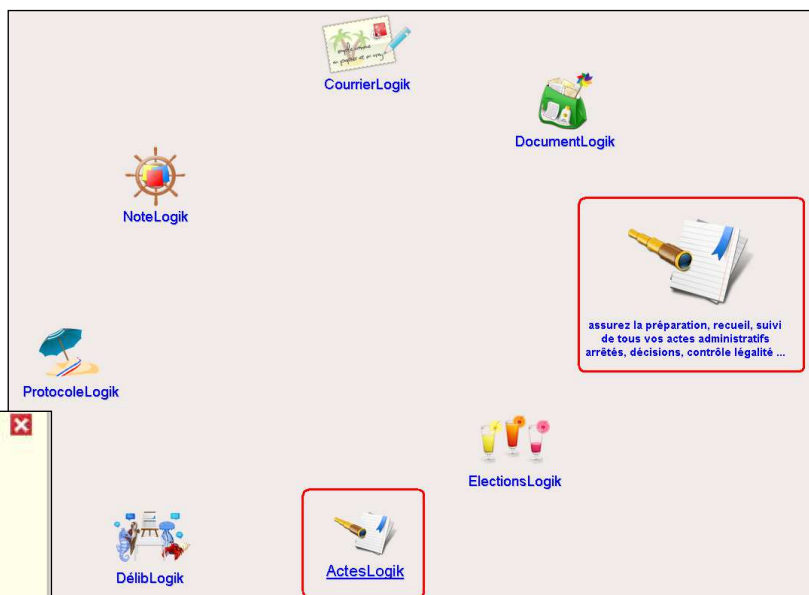 CourrierLogik
DocumentLogik
NoteLogik
assurez la préparation, recueil, suivi
de tous vos actes administratifs
arrêtés, décisions, contrôle légalité ...
ProtocoleLogik
ElectionsLogik
DélibLogik
ActesLogik